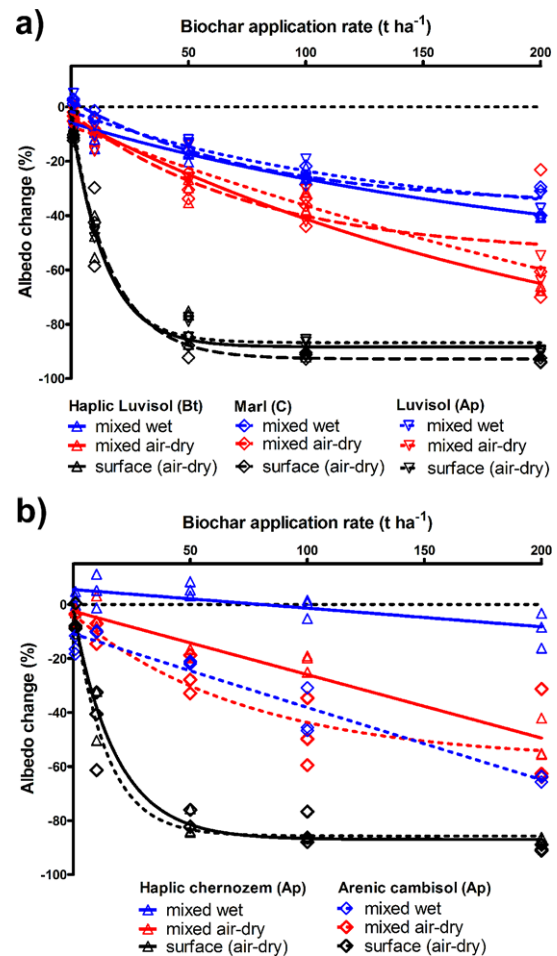 a)
Biochar application rate (t ha⁻¹)
50 100 150 200
0
-20
-40
-60
-80
-100
Albedo change (%)
Haplic Luvisol (Bt) Marl (C) Luvisol (Ap)
mixed wet mixed wet mixed wet
mixed air-dry mixed air-dry mixed air-dry
surface (air-dry) surface (air-dry) surface (air-dry)
b)
Biochar application rate (t ha⁻¹)
50 100 150 200
0
-20
-40
-60
-80
-100
Albedo change (%)
Haplic chernozem (Ap) Arenic cambisol (Ap)
mixed wet mixed wet
mixed air-dry mixed air-dry
surface (air-dry) surface (air-dry)